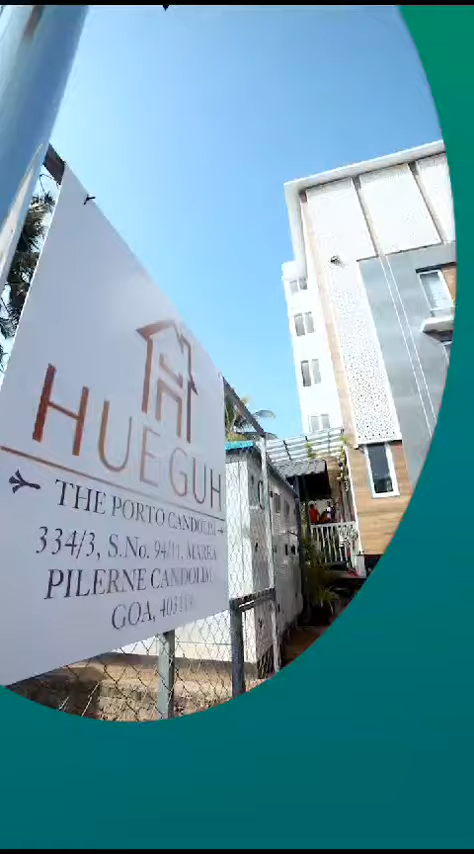 HUE GUH
THE PORTO CANDOLIM
334/3, S.No. 94/11, MAREA
PILERNE CANDOLIM
GOA,